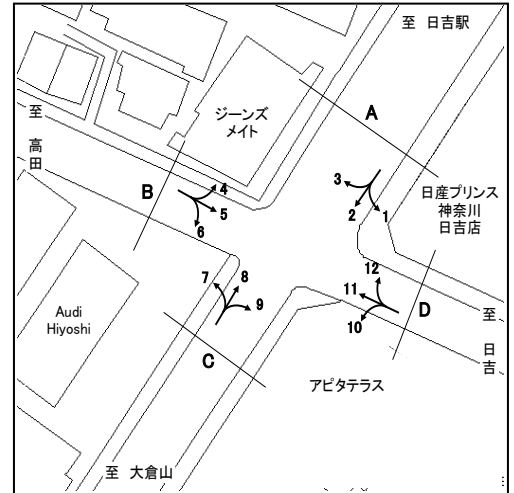 至 日吉駅
ジーンズ
メイト
A
至
高
田
日産プリンス
神奈川
日吉店
B
4
5
6
3
2
1
12
11
10
7
8
9
D
至
日
吉
C
Audi
Hiyoshi
アピタテラス
至 大倉山